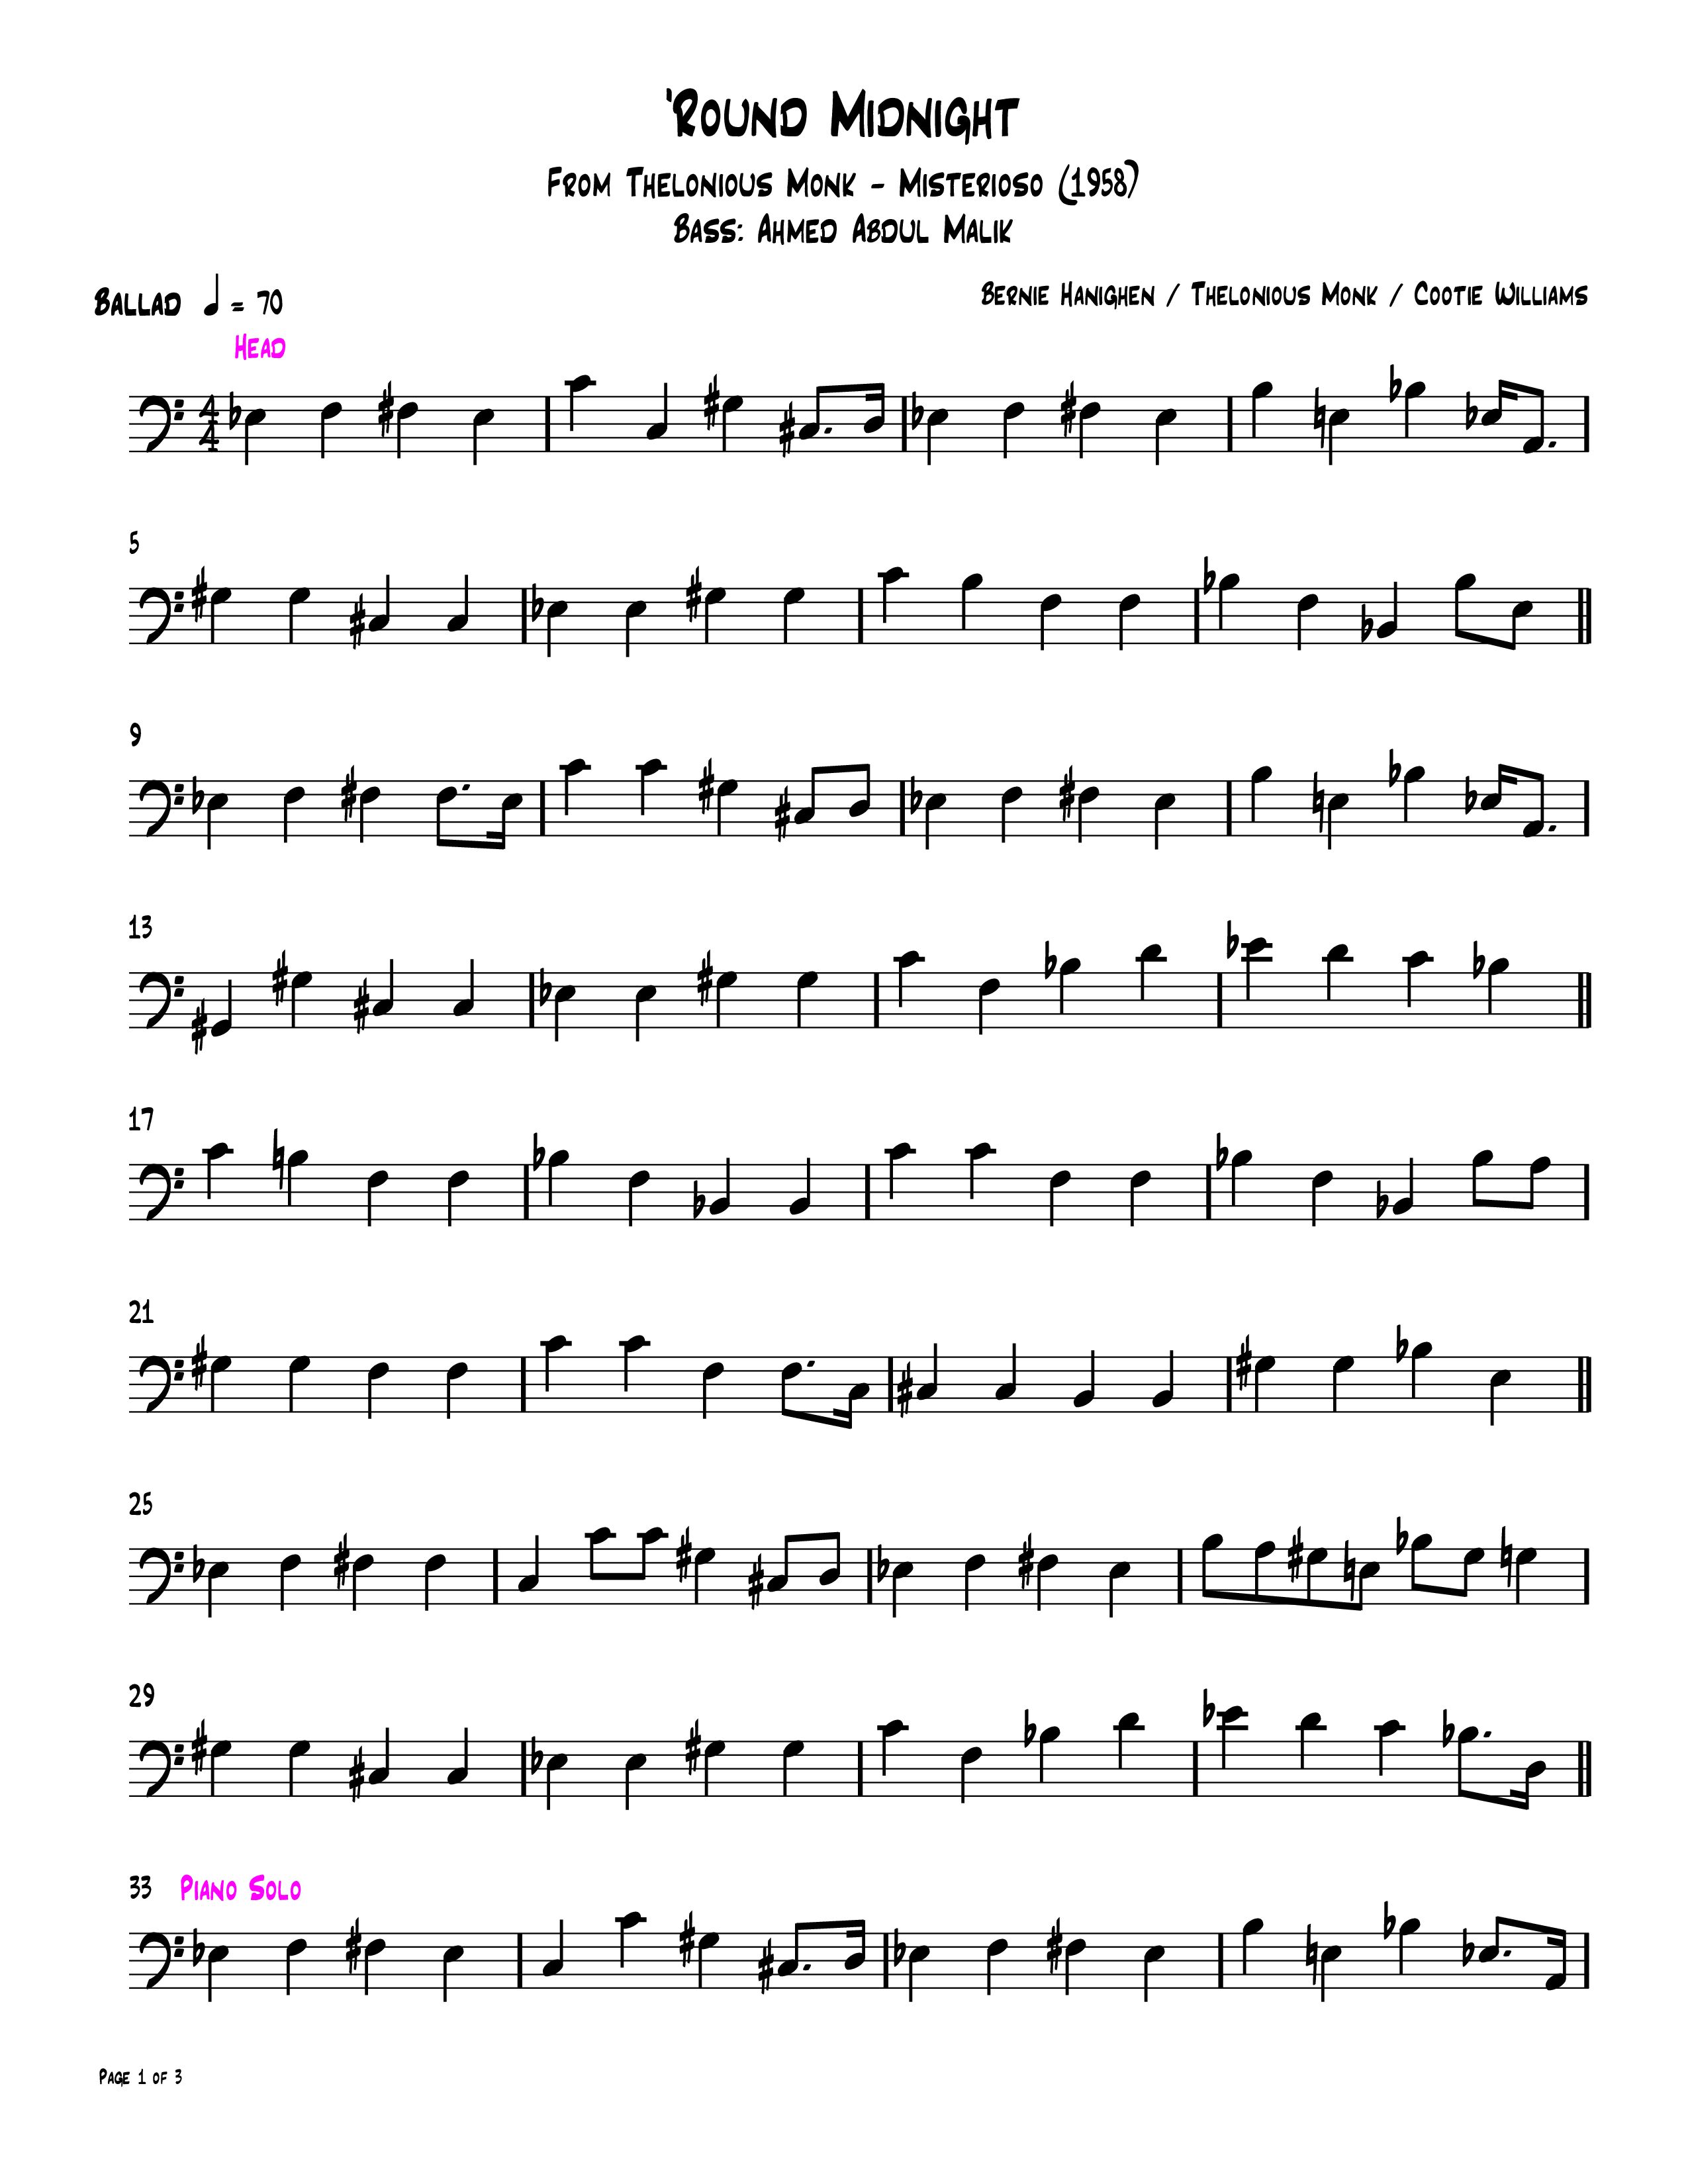 'Round Midnight
From Thelonious Monk - Misterioso (1958)
Bass: Ahmed Abdul Malik
Bernie Hanighen / Thelonious Monk / Cootie Williams
Ballad ♩ = 70
Head
4
4
5
9
13
17
21
25
29
33 Piano Solo
Page 1 of 3